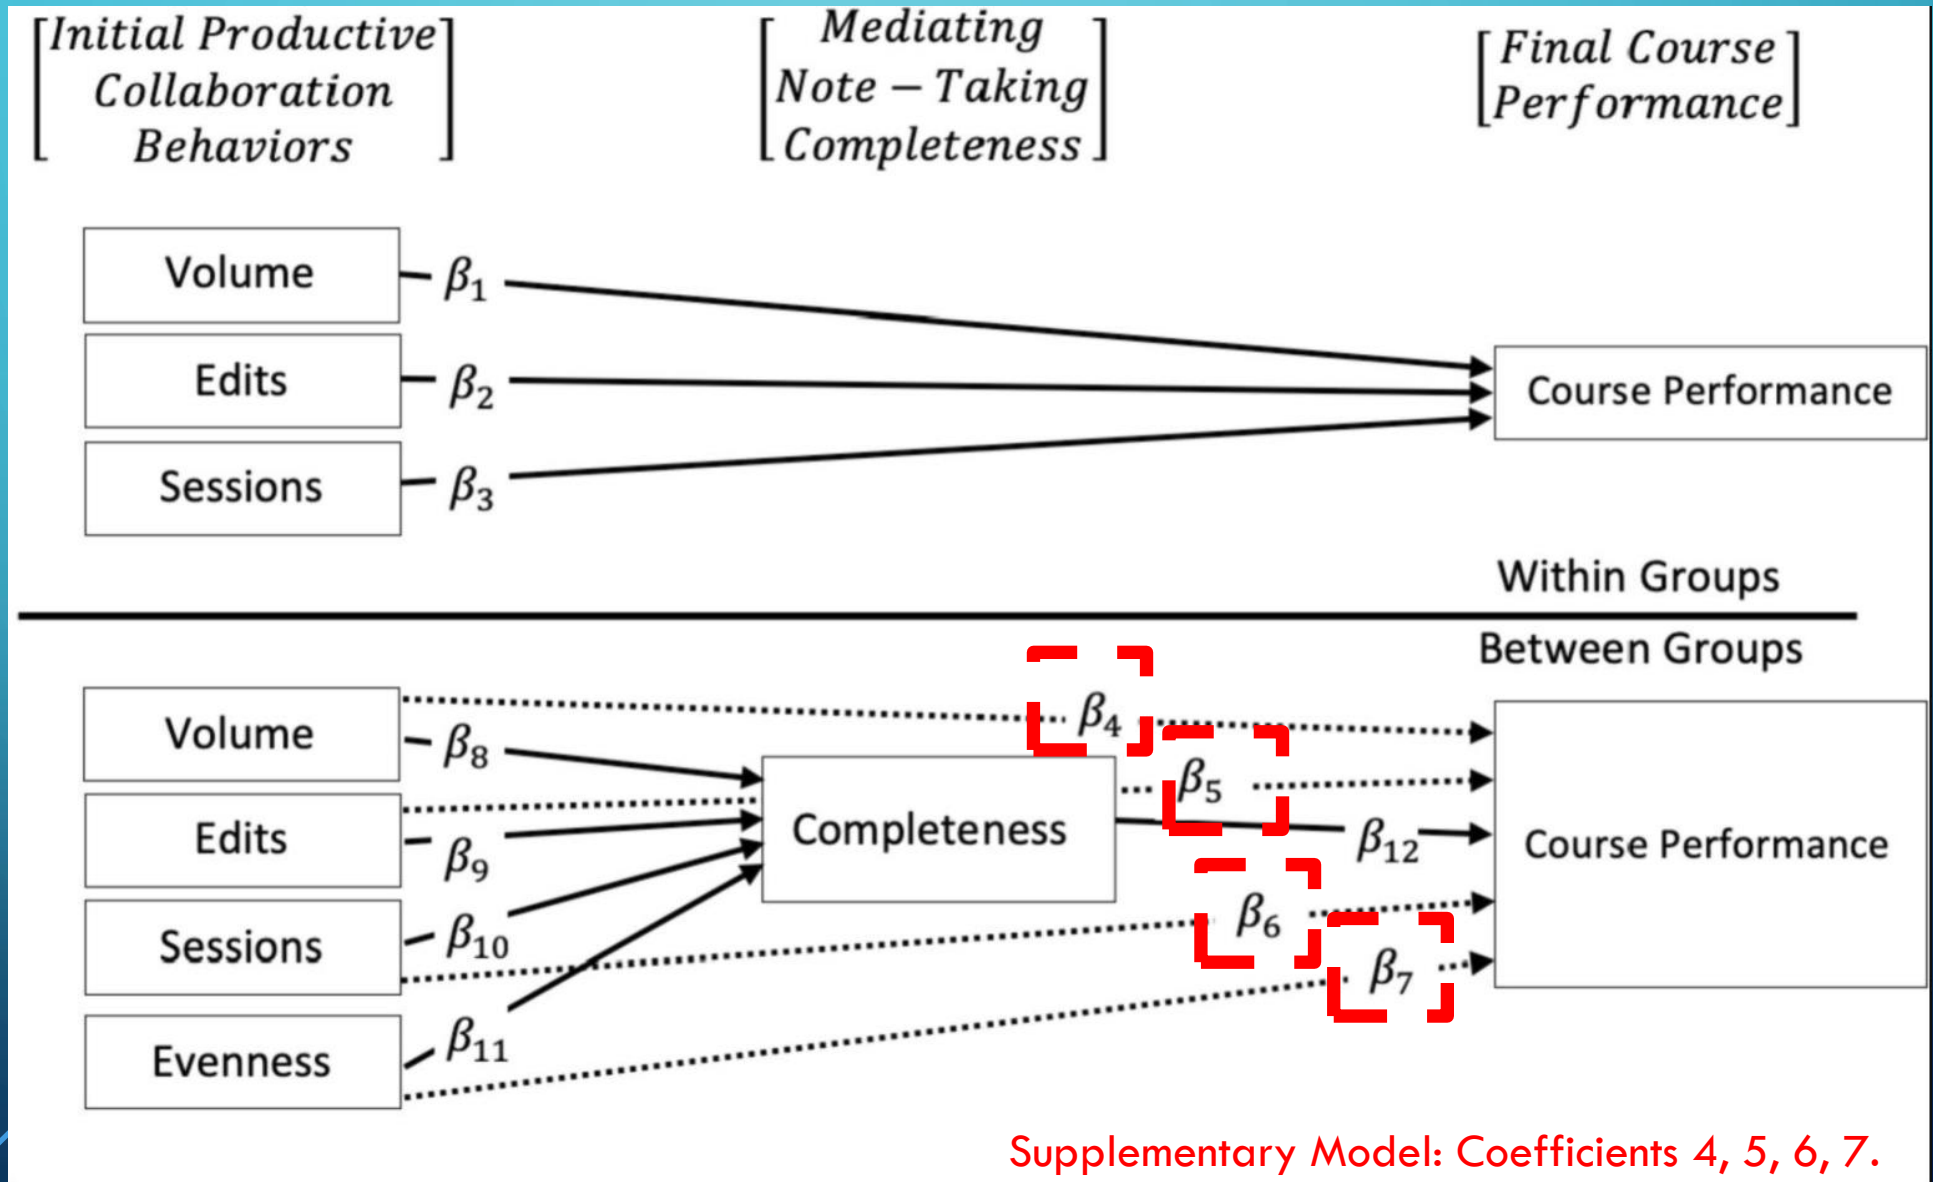 [Initial Productive
Collaboration
Behaviors]
[Mediating
Note – Taking
Completeness]
[Final Course
Performance]
Volume
β₁
Edits
β₂
Sessions
β₃
Course Performance
Within Groups
Between Groups
Volume
β₈
Edits
β₉
Sessions
β₁₀
Evenness
β₁₁
Completeness
β₄
β₅
β₁₂
β₆
β₇
Course Performance
Supplementary Model: Coefficients 4, 5, 6, 7.